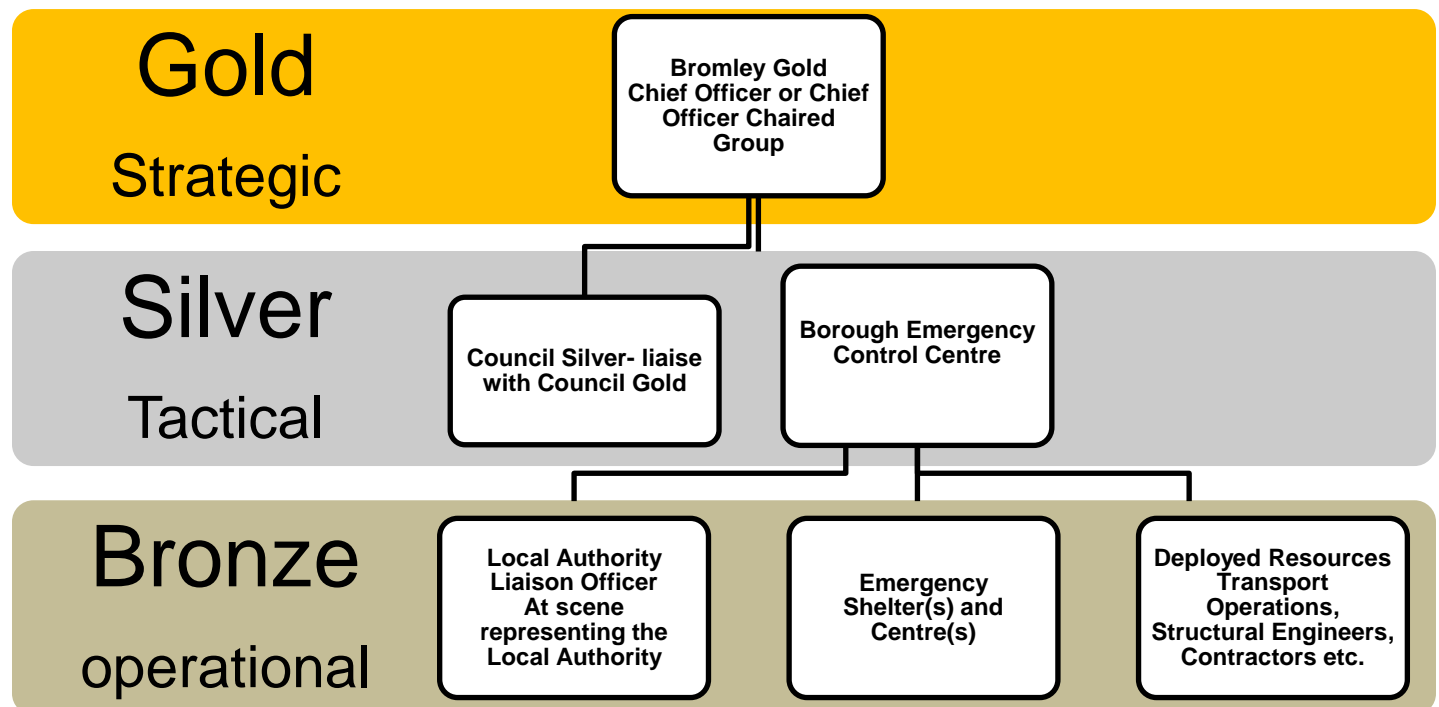 Gold
Strategic
Bromley Gold
Chief Officer or Chief
Officer Chaired
Group
Silver
Tactical
Council Silver- liaise
with Council Gold
Borough Emergency
Control Centre
Bronze
operational
Local Authority
Liaison Officer
At scene
representing the
Local Authority
Emergency
Shelter(s) and
Centre(s)
Deployed Resources
Transport
Operations,
Structural Engineers,
Contractors etc.